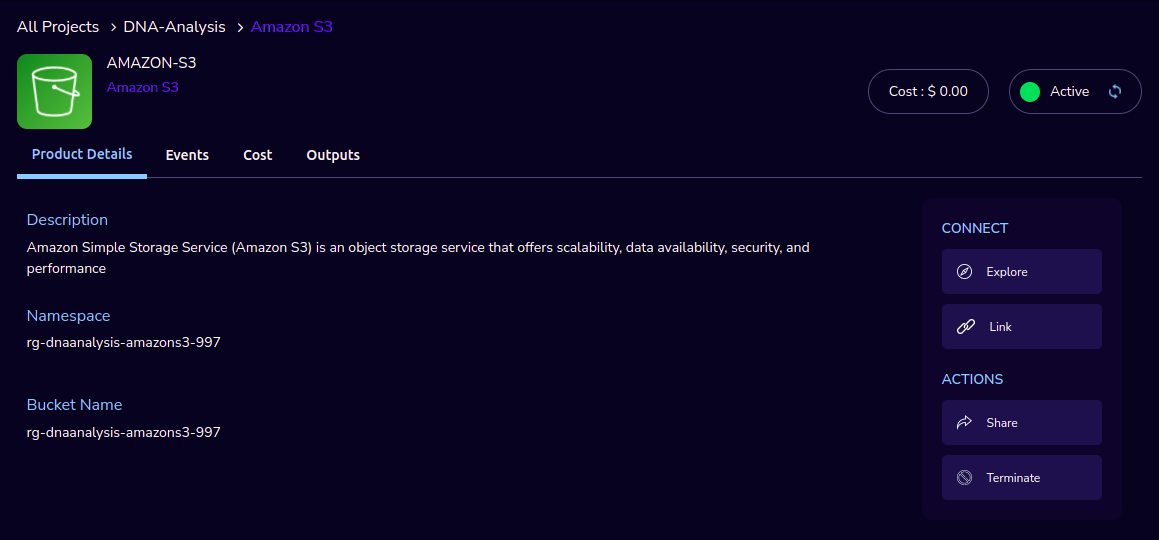 All Projects > DNA-Analysis > Amazon S3
AMAZON-S3
Amazon S3
Cost : $ 0.00
Active
Product Details
Events
Cost
Outputs
Description
Amazon Simple Storage Service (Amazon S3) is an object storage service that offers scalability, data availability, security, and
performance
Namespace
rg-dnaanalysis-amazons3-997
Bucket Name
rg-dnaanalysis-amazons3-997
CONNECT
Explore
Link
ACTIONS
Share
Terminate